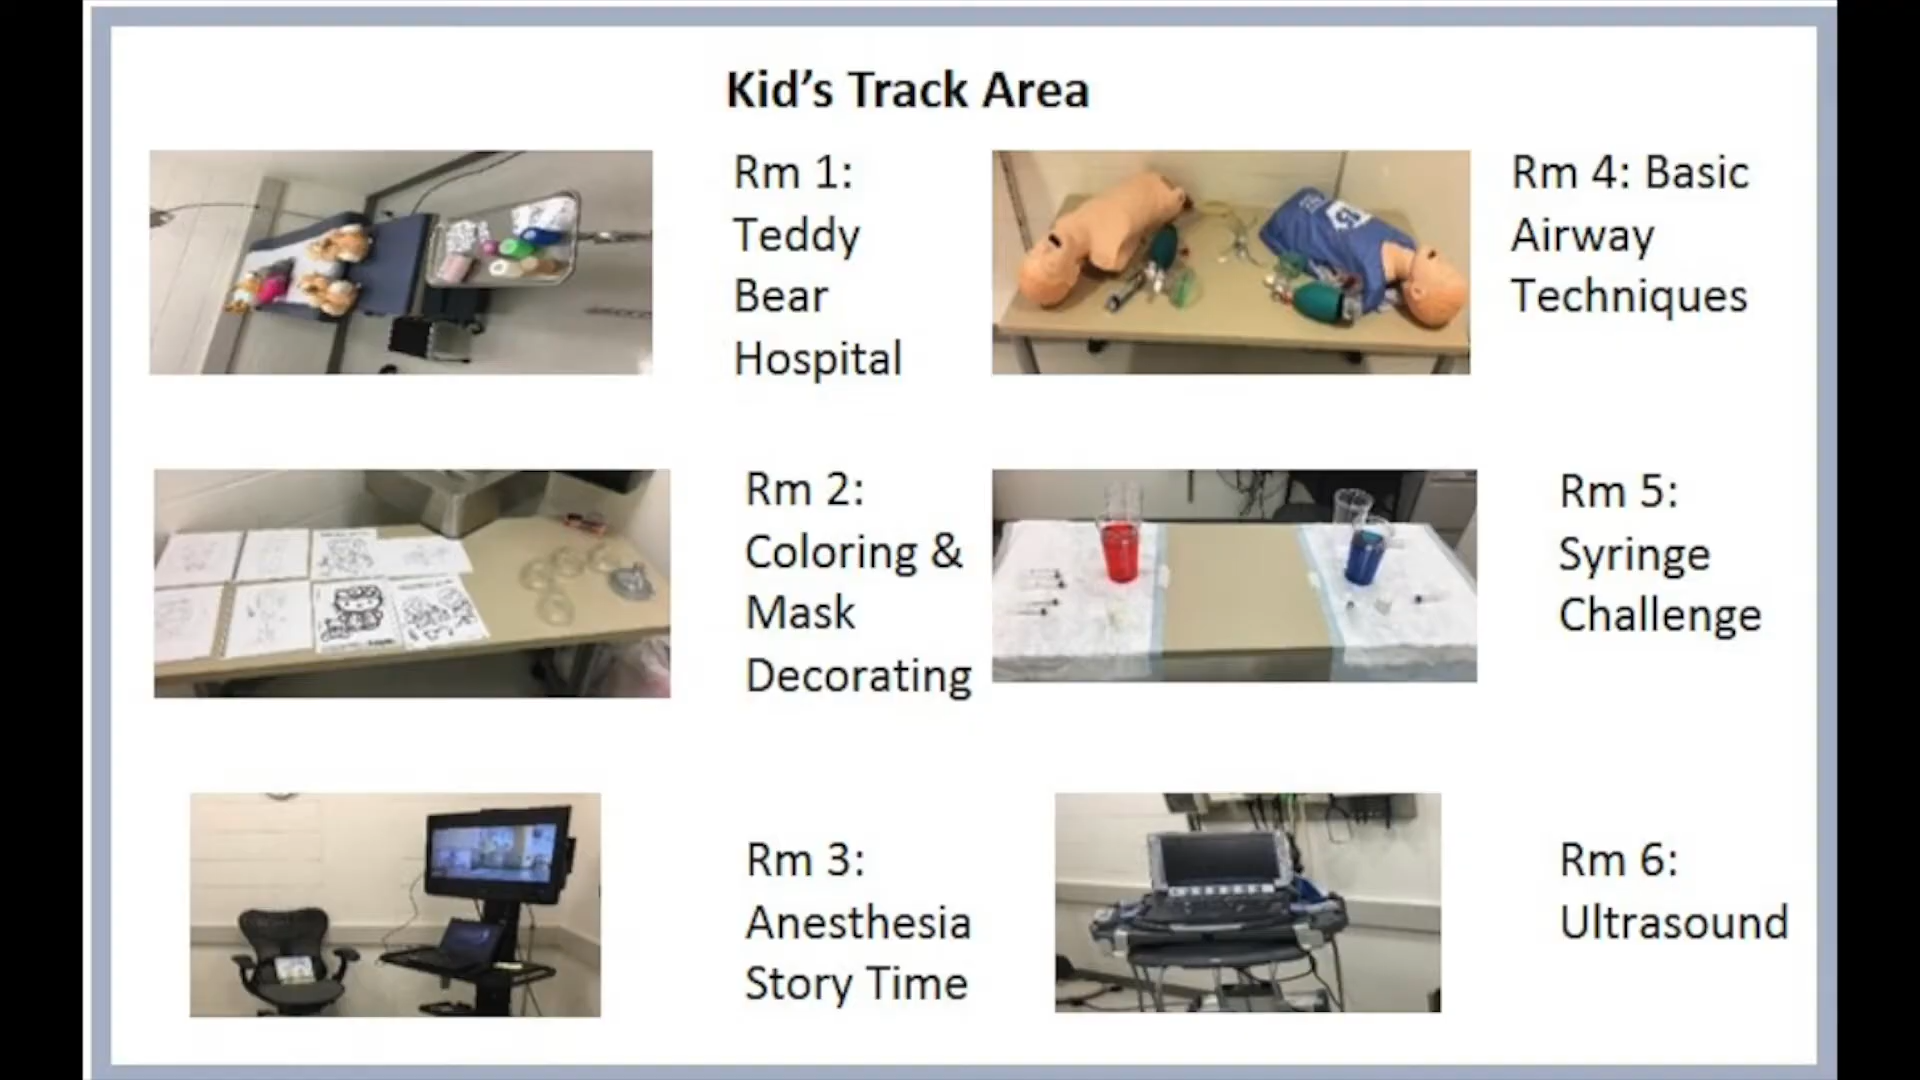 Kid's Track Area
Rm 1:
Teddy
Bear
Hospital
Rm 2:
Coloring &
Mask
Decorating
Rm 3:
Anesthesia
Story Time
Rm 4: Basic
Airway
Techniques
Rm 5:
Syringe
Challenge
Rm 6:
Ultrasound